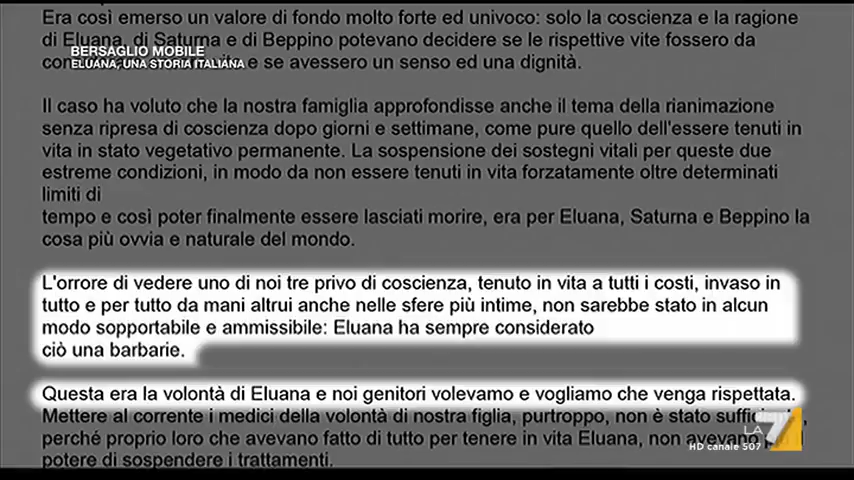 Era così emerso un valore di fondo molto forte ed univoco: solo la coscienza e la ragione
di Eluana, di Saturna e di Beppino potevano decidere se le rispettive vite fossero da
BERSAGLIO MOBILE
ELUANA, UNA STORIA ITALIANA
e se avessero un senso ed una dignità.
Il caso ha voluto che la nostra famiglia approfondisse anche il tema della rianimazione
senza ripresa di coscienza dopo giorni e settimane, come pure quello dell'essere tenuti in
vita in stato vegetativo permanente. La sospensione dei sostegni vitali per queste due
estreme condizioni, in modo da non essere tenuti in vita forzatamente oltre determinati
limiti di
tempo e così poter finalmente essere lasciati morire, era per Eluana, Saturna e Beppino la
cosa più ovvia e naturale del mondo.
L'orrore di vedere uno di noi tre privo di coscienza, tenuto in vita a tutti i costi, invaso in
tutto e per tutto da mani altrui anche nelle sfere più intime, non sarebbe stato in alcun
modo sopportabile e ammissibile: Eluana ha sempre considerato
ciò una barbarie.
Questa era la volontà di Eluana e noi genitori volevamo e vogliamo che venga rispettata.
Mettere al corrente i medici della volontà di nostra figlia, purtroppo, non è stato
perché proprio loro che avevano fatto di tutto per tenere in vita Eluana, non avevano
potere di sospendere i trattamenti.
LA 7
HD canale 507